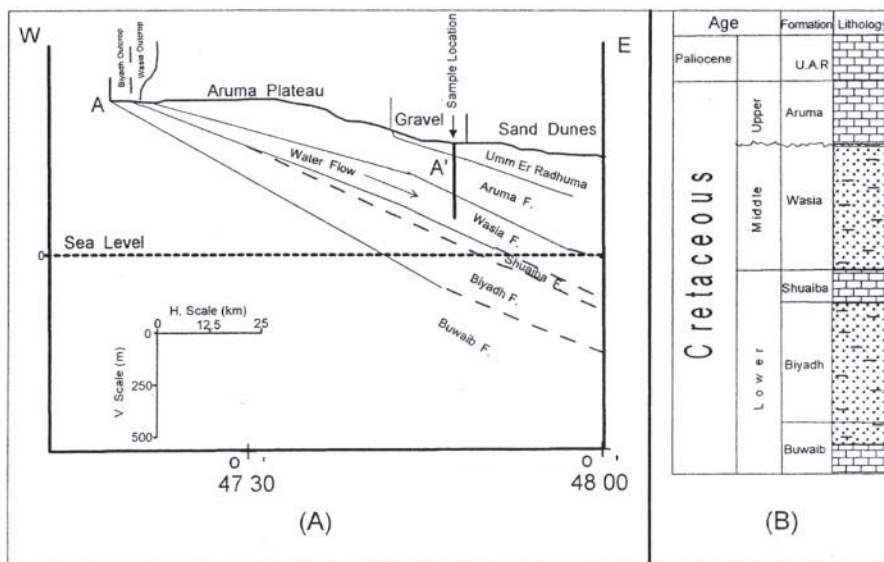 W
E
Biyadh Outcrop
Wasia Outcrop
Aruma Plateau
Sample Location
A
Gravel
Sand Dunes
A'
Umm Er Radhuma
Water Flow
Aruma F.
Wasia F.
0
Sea Level
Shuaiba F.
Biyadh F.
Buwaib F.
H. Scale (km)
0 12,5 25
0
V. Scale (m)
250
500
o '
47 30
o '
48 00
(A)
Age
Formation
Lithology
Paliocene
U.A.R
Cretaceous
Upper
Aruma
Middle
Wasia
Shuaiba
Lower
Biyadh
Buwaib
(B)